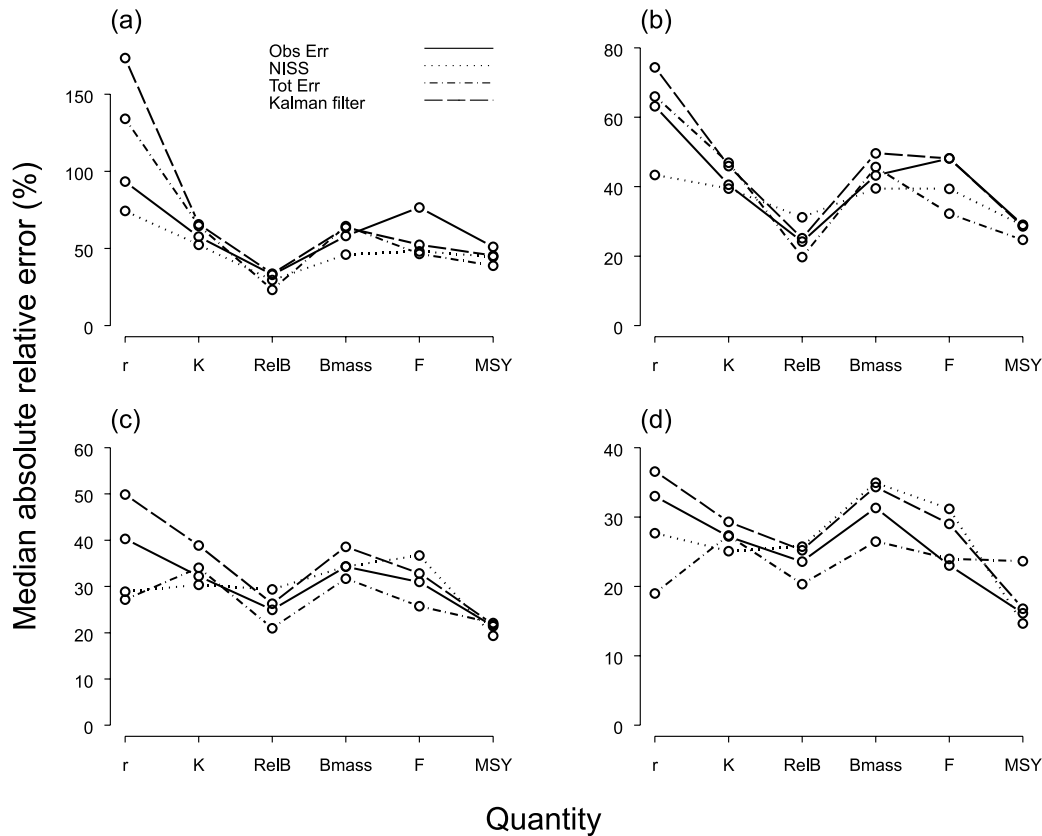 (a)
Obs Err
NISS
Tot Err
Kalman filter
150
100
50
0
r K RelB Bmass F MSY
(b)
80
60
40
20
0
r K RelB Bmass F MSY
Median absolute relative error (%)
(c)
60
50
40
30
20
10
0
r K RelB Bmass F MSY
(d)
40
30
20
10
0
r K RelB Bmass F MSY
Quantity